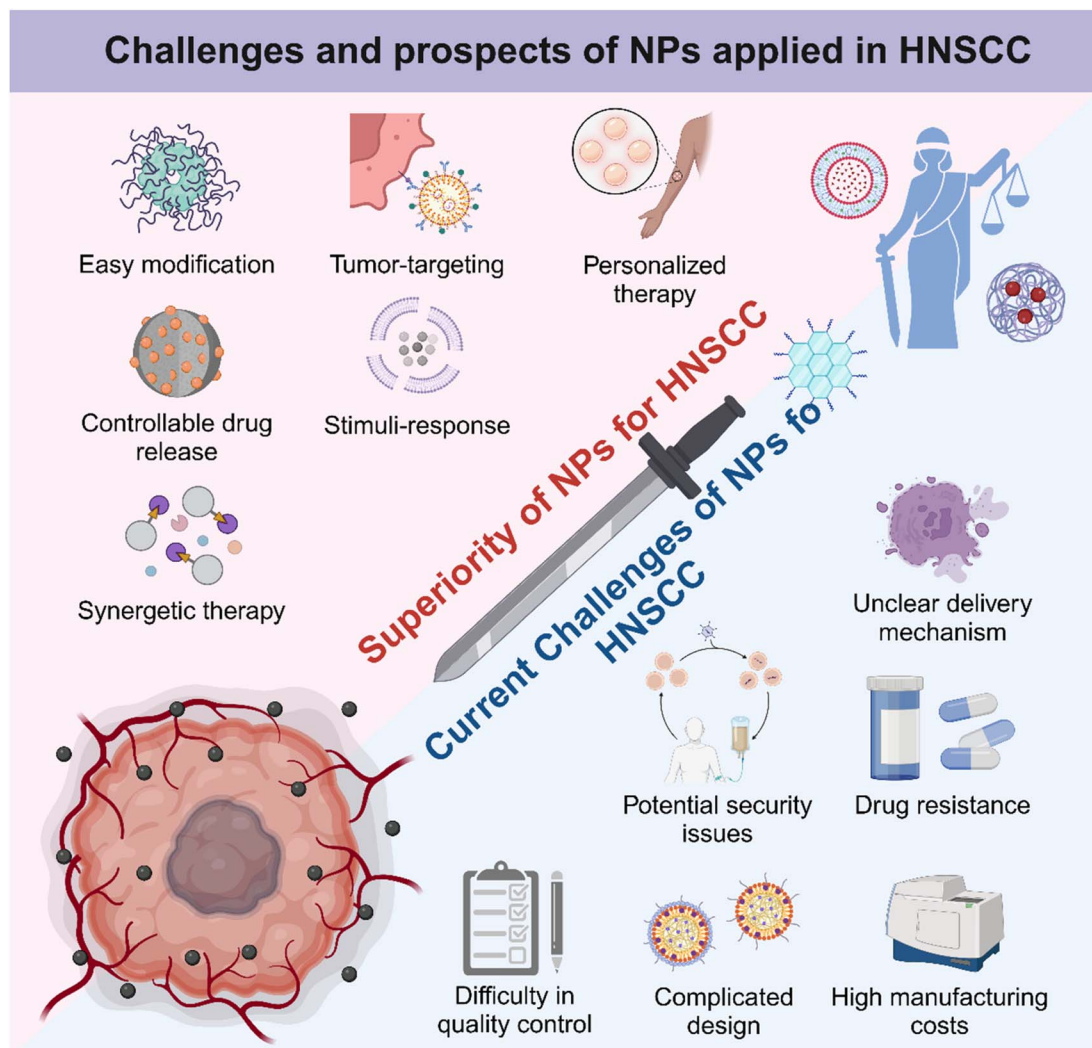 Challenges and prospects of NPs applied in HNSCC
Easy modification
Tumor-targeting
Personalized
therapy
Controllable drug
release
Stimuli-response
Synergetic therapy
Superiority of NPs for HNSCC
Current Challenges of NPs fo
HNSCC
Unclear delivery
mechanism
Potential security
issues
Drug resistance
Difficulty in
quality control
Complicated
design
High manufacturing
costs